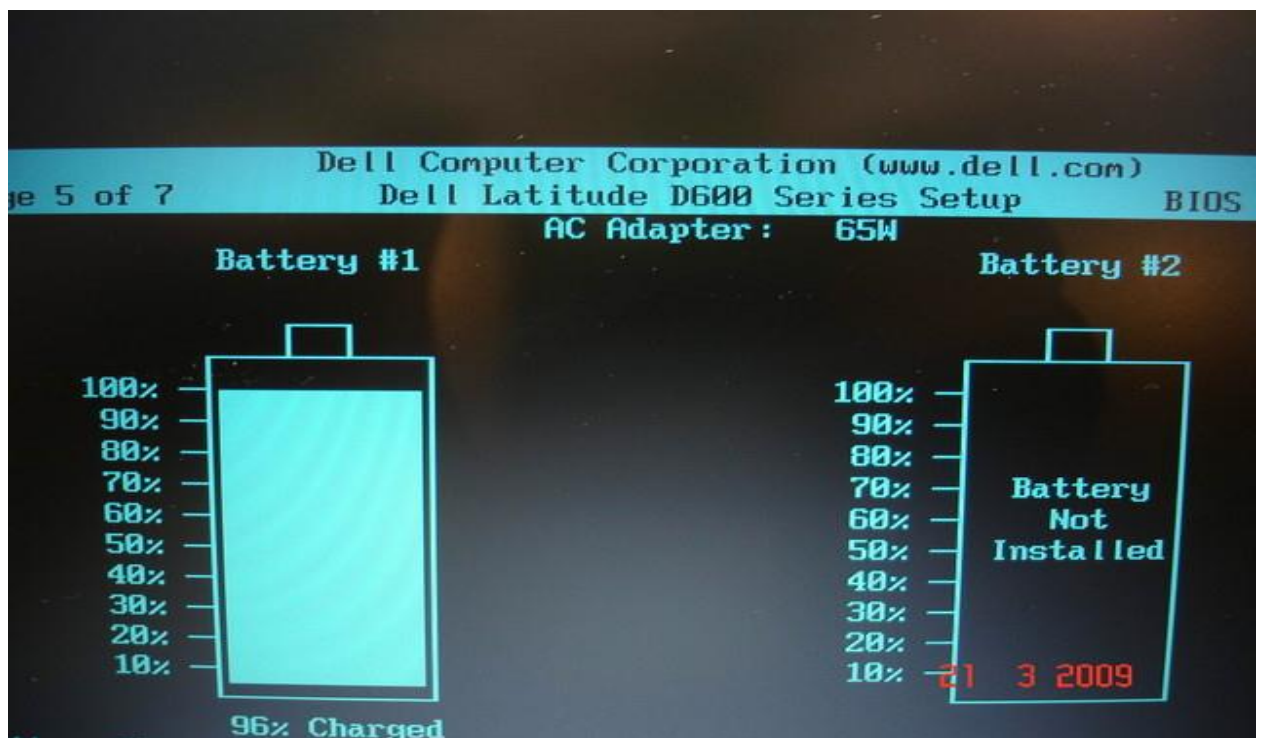 Dell Computer Corporation (www.dell.com)
ge 5 of 7 Dell Latitude D600 Series Setup BIOS
AC Adapter: 65W
Battery #1 Battery #2
100% 100%
90% 90%
80% 80%
70% 70% Battery
60% 60% Not
50% 50% Installed
40% 40%
30% 30%
20% 20%
10% 10% 21 3 2009
96% Charged